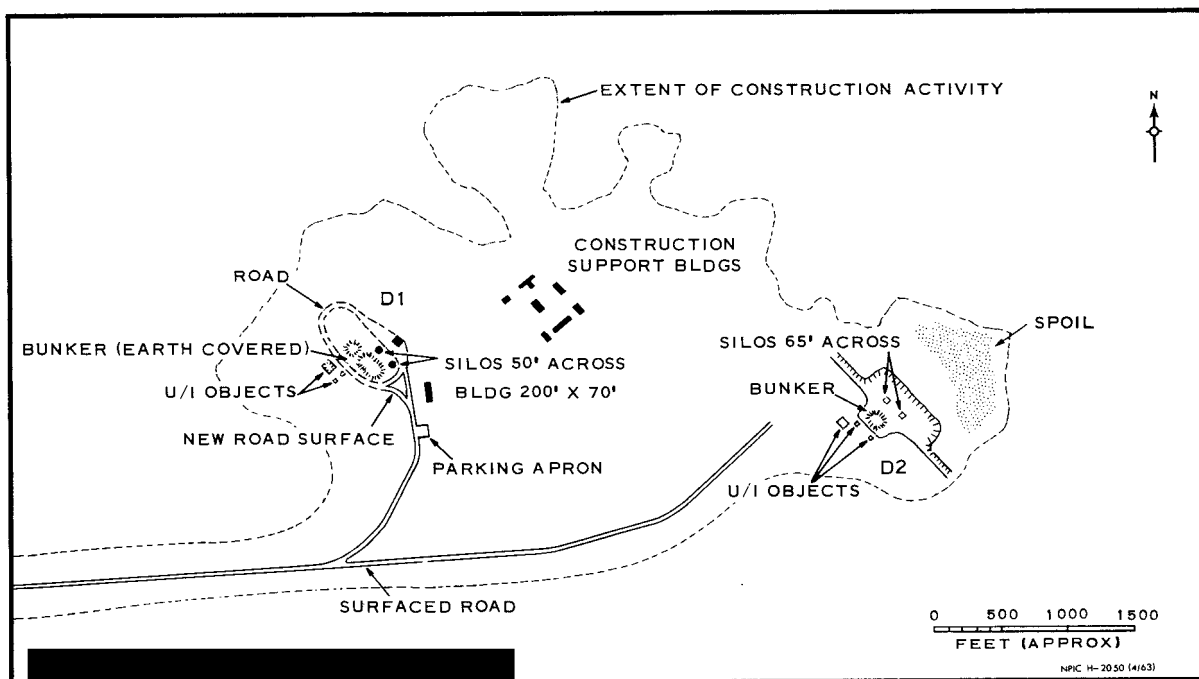 EXTENT OF CONSTRUCTION ACTIVITY
N
CONSTRUCTION
SUPPORT BLDGS
ROAD
D1
BUNKER (EARTH COVERED)
SILOS 50' ACROSS
U/I OBJECTS
BLDG 200' X 70'
NEW ROAD SURFACE
PARKING APRON
SPOIL
SILOS 65' ACROSS
BUNKER
D2
U/I OBJECTS
SURFACED ROAD
0 500 1000 1500
FEET (APPROX)
NPIC H-2050 (4/63)